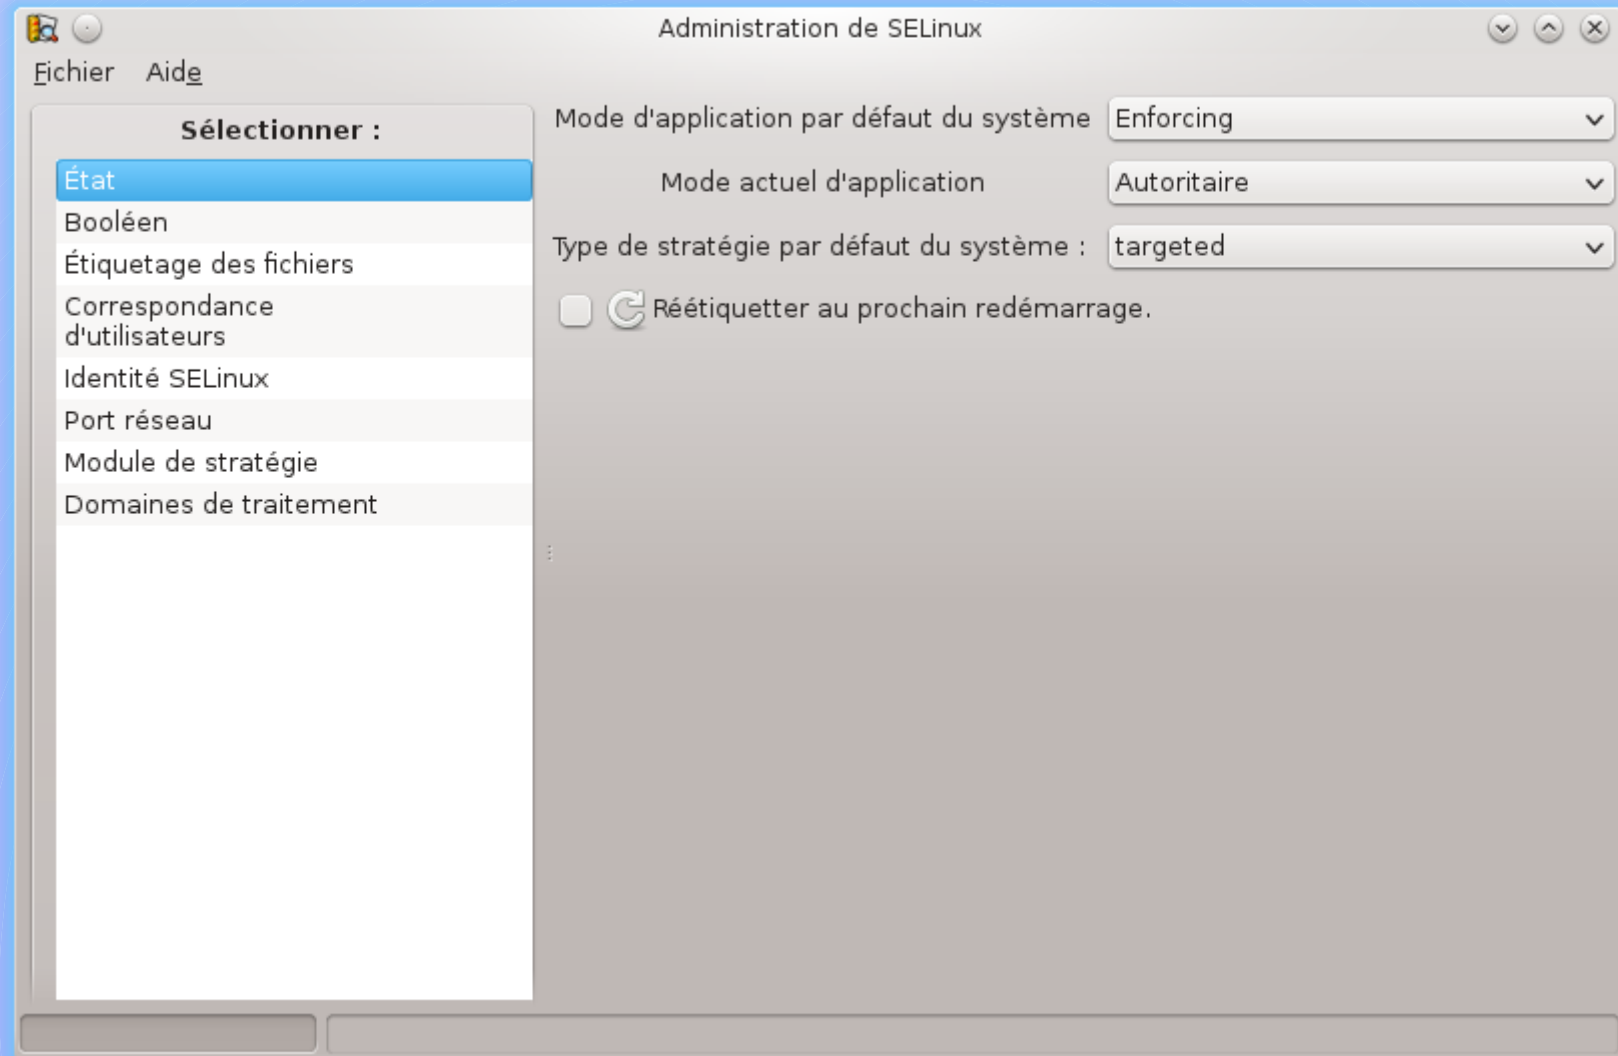 Administration de SELinux
Fichier Aide
Sélectionner :
État
Booléen
Étiquetage des fichiers
Correspondance
d'utilisateurs
Identité SELinux
Port réseau
Module de stratégie
Domaines de traitement
Mode d'application par défaut du système Enforcing
Mode actuel d'application Autoritaire
Type de stratégie par défaut du système : targeted
Réétiquetter au prochain redémarrage.